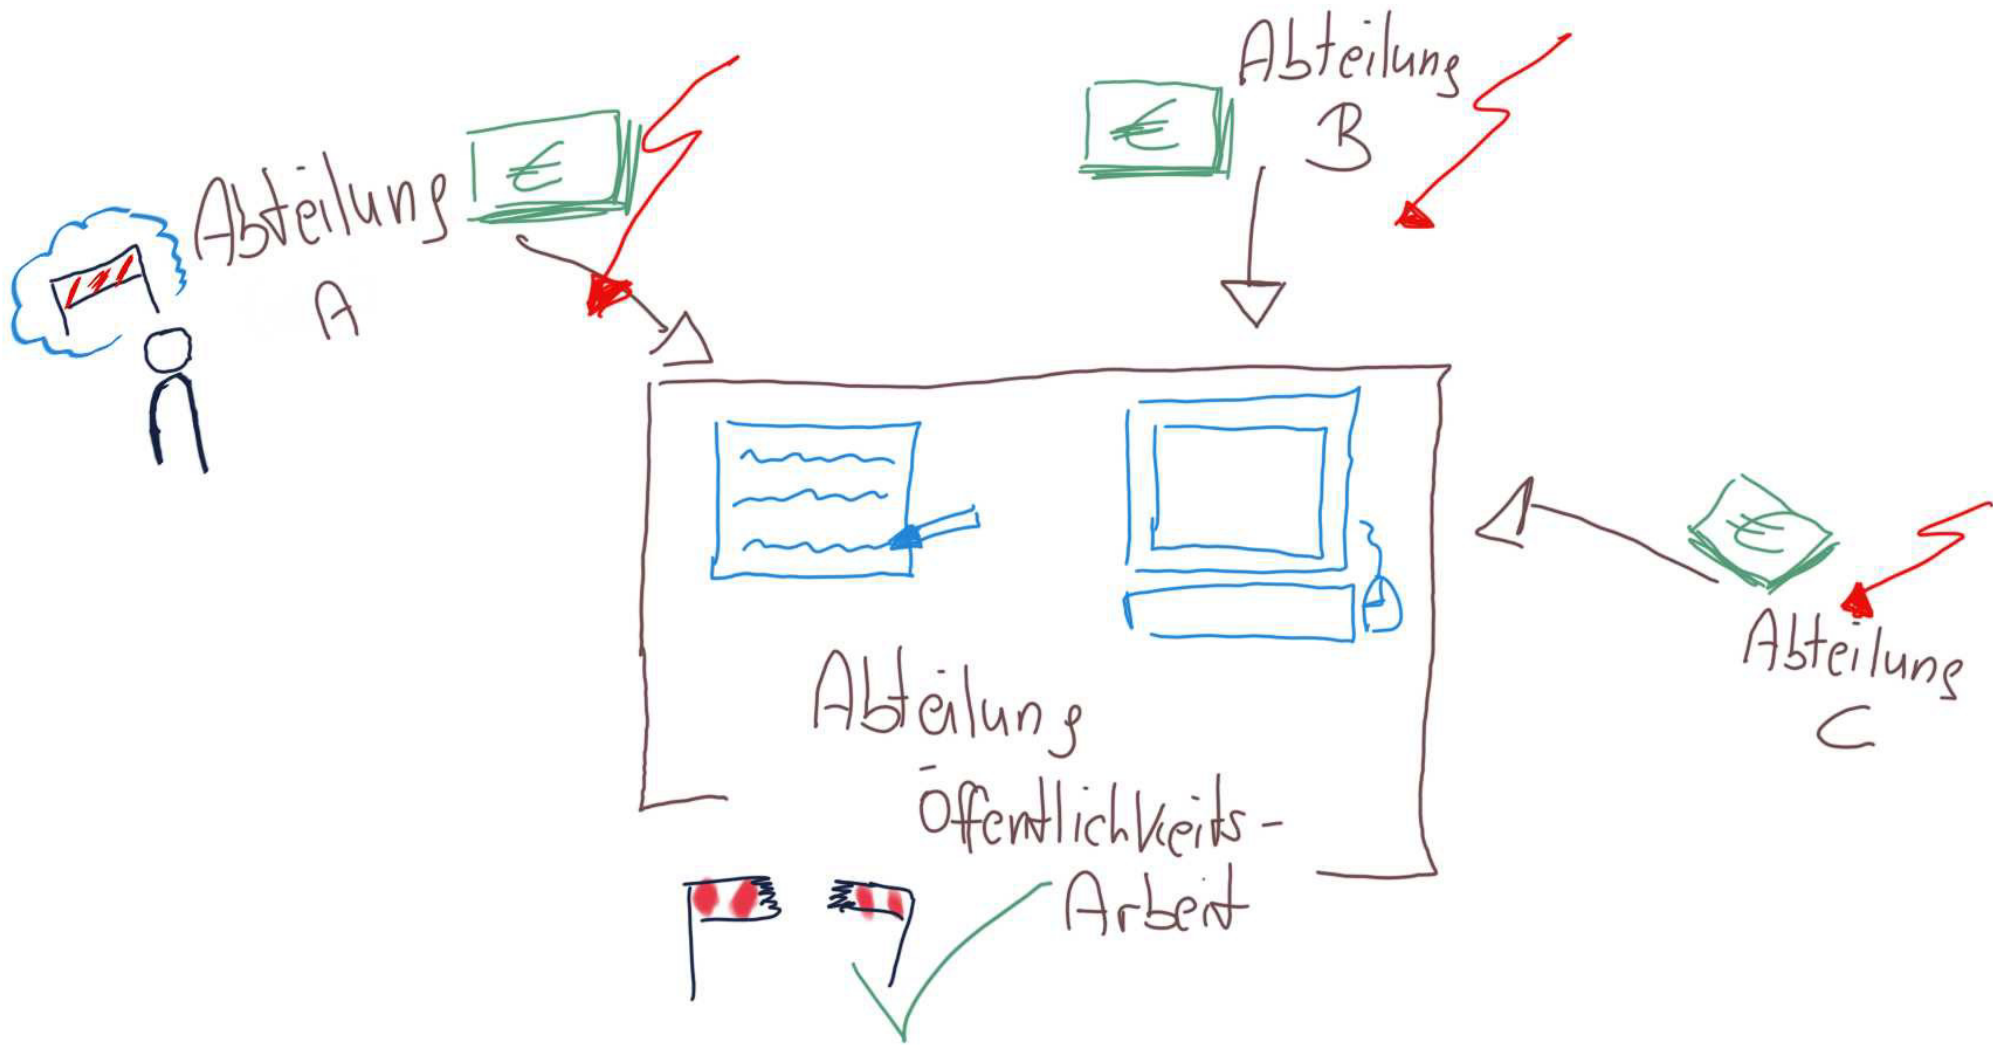 Abteilung
A
€
€
Abteilung
B
€
Abteilung
C
Abteilung
Öffentlichkeits-
Arbeit